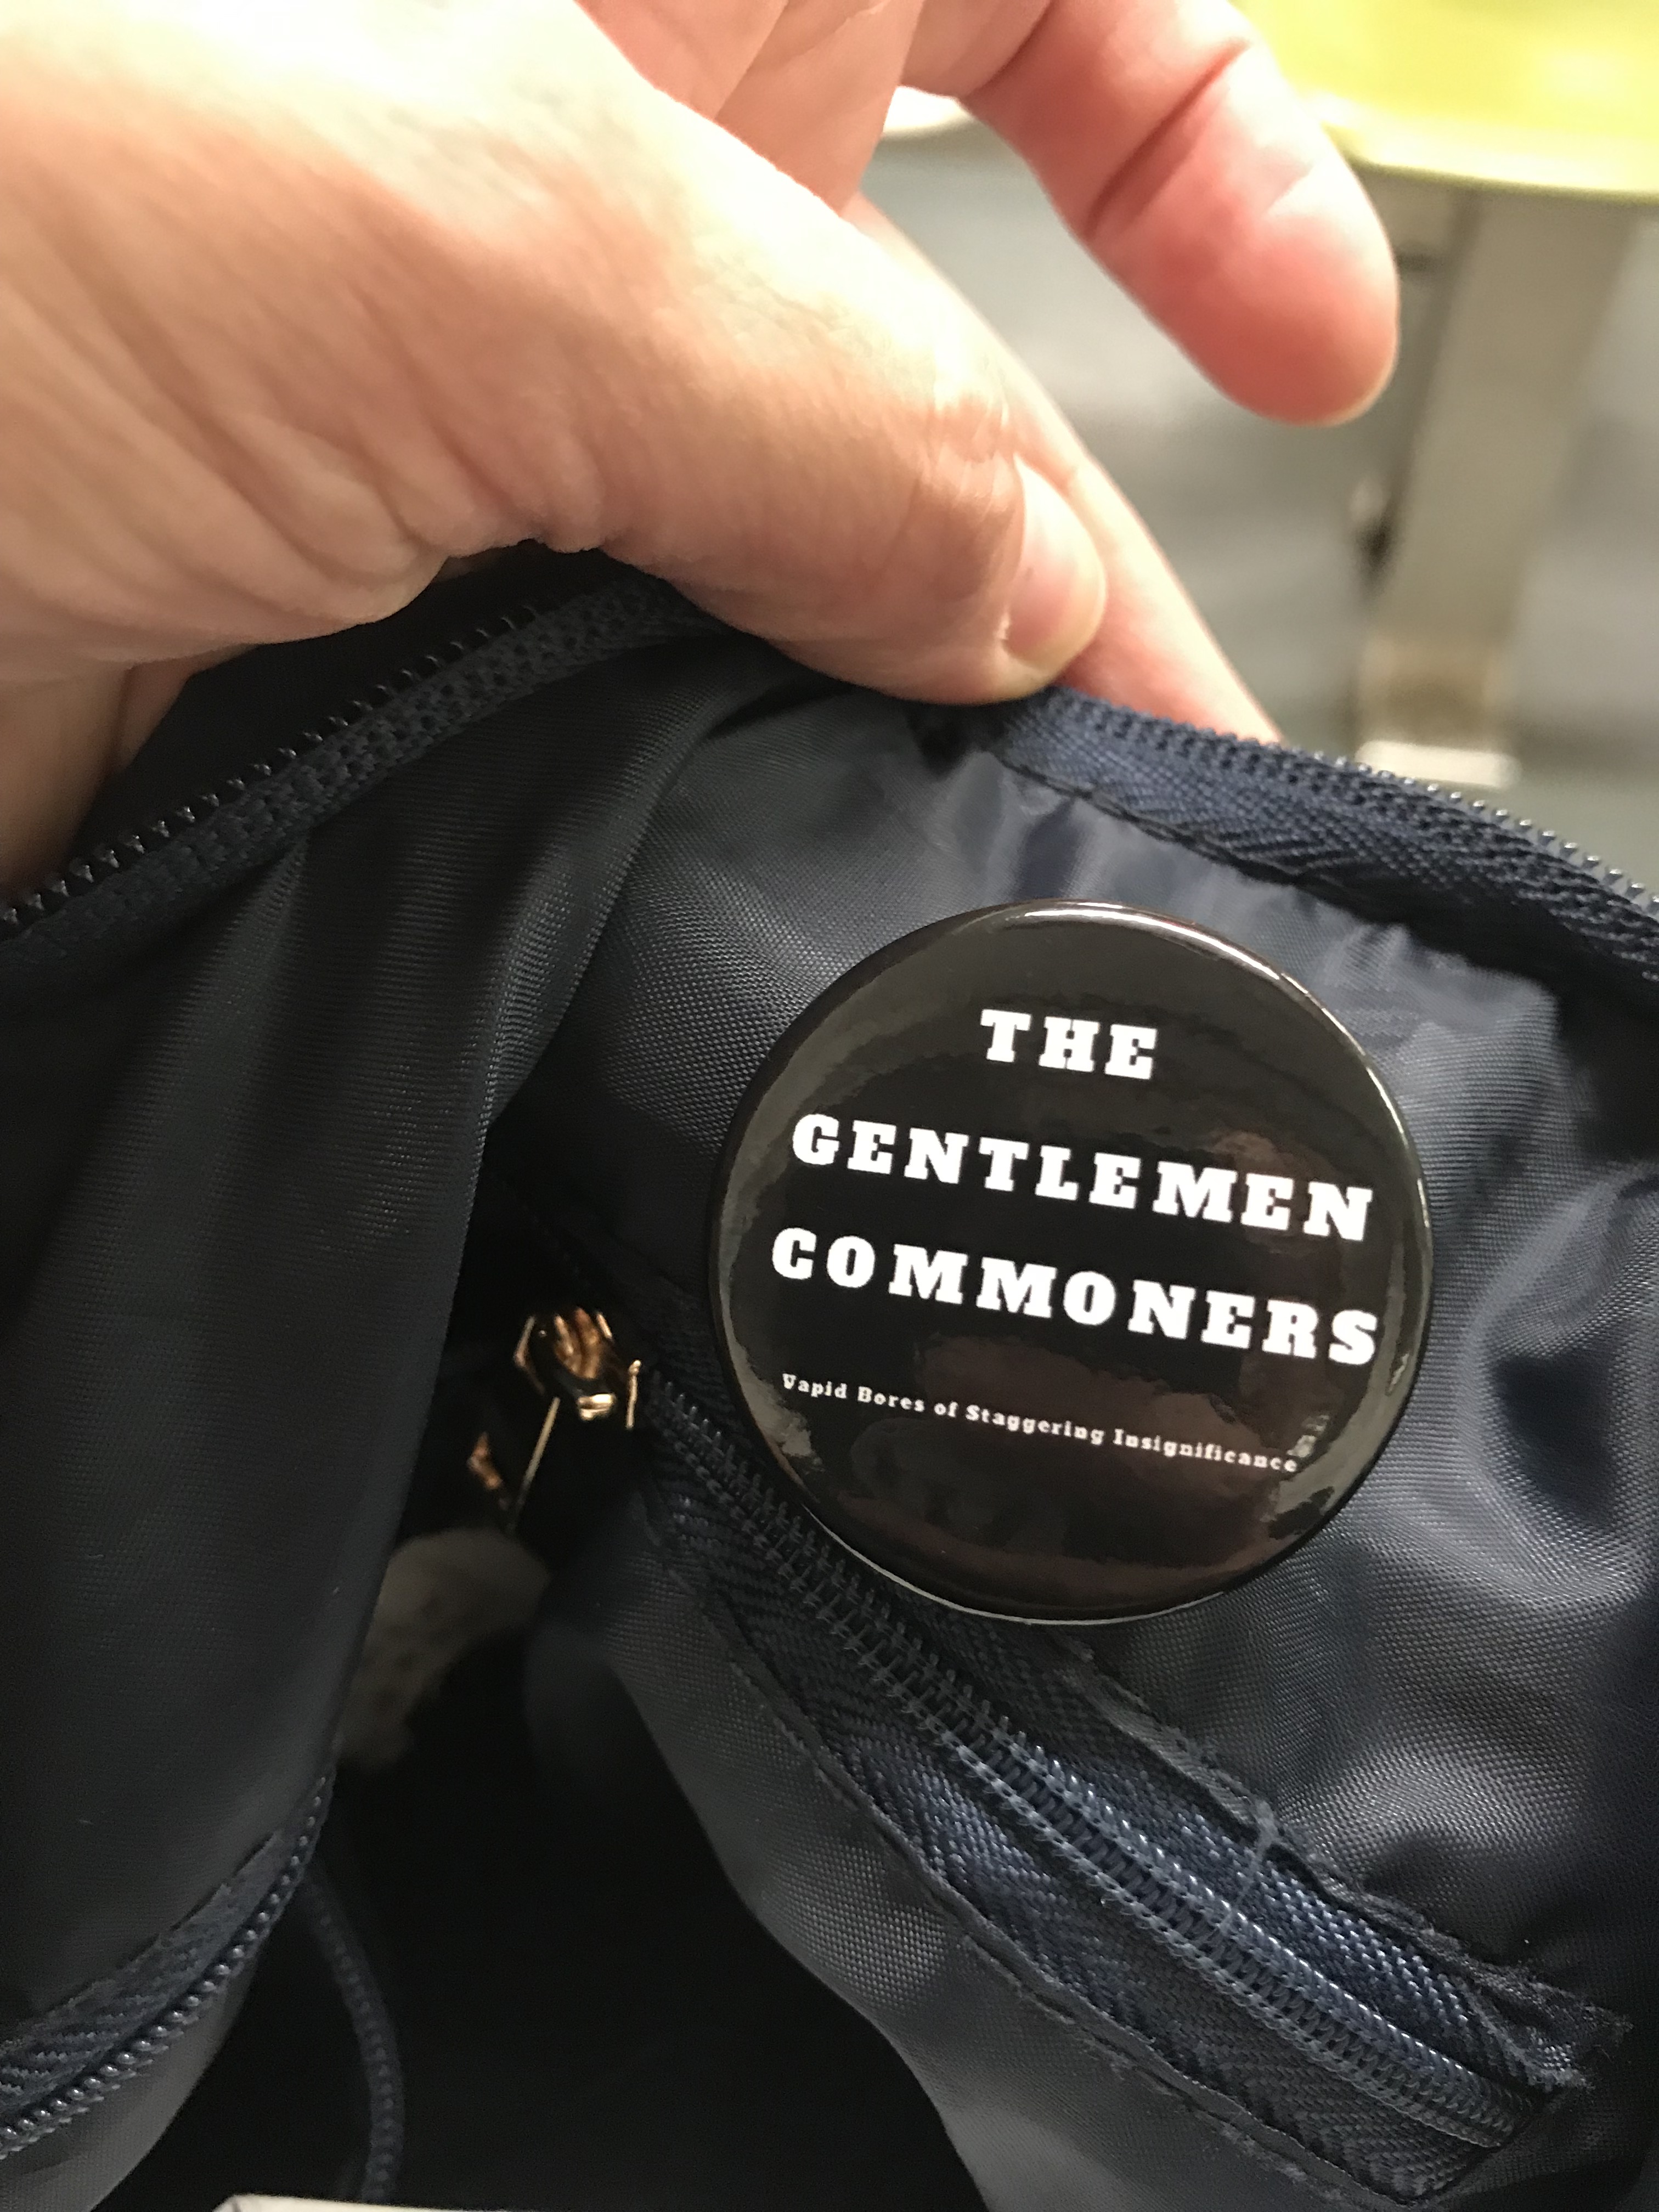 THE
GENTLEMEN
COMMONERS
Vapid Bores of Staggering Insignificance